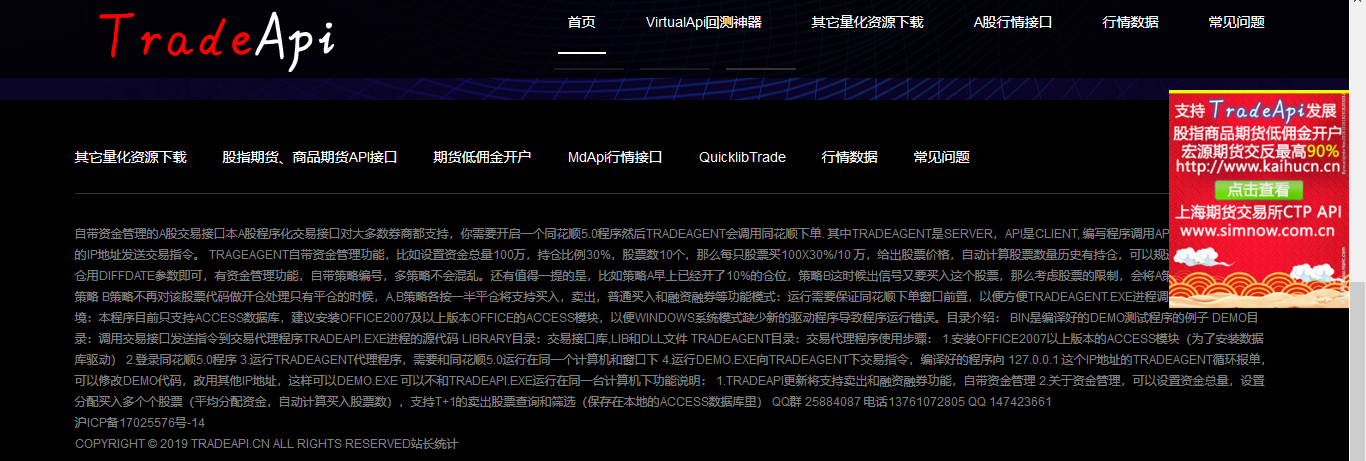 TradeApi
首页 VirtualApi回测神器 其它量化资源下载 A股行情接口 行情数据 常见问题
其它量化资源下载 股指期货、商品期货API接口 期货低佣金开户 MdApi行情接口 QuicklibTrade 行情数据 常见问题
支持TradeApi发展
股指商品期货低佣金开户
宏源期货交反最高90%
http://www.kaihucn.cn
点击查看
上海期货交易所CTP API
www.simnow.com.cn
自带资金管理的A股交易接口本A股程序化交易接口对大多数券商都支持，你需要开启一个同花顺5.0程序然后TRADEAGENT会调用同花顺下单. 其中TRADEAGENT是SERVER，API是CLIENT, 编写程序调用AP
的IP地址发送交易指令。 TRAGEAGENT自带资金管理功能，比如设置资金总量100万，持仓比例30%，股票数10个，那么每只股票买100X30%/10 万，给出股票价格，自动计算股票数量历史有持仓，可以规
仓用DIFFDATE参数即可，有资金管理功能，自带策略编号，多策略不会混乱。还有值得一提的是，比如策略A早上已经开了10%的仓位，策略B这时候出信号又要买入这个股票，那么考虑股票的限制，会将A策
策略 B策略不再对该股票代码做开仓处理只有平仓的时候，A,B策略各按一半平仓将支持买入，卖出，普通买入和融资融券等功能模式：运行需要保证同花顺下单窗口前置，以便方便TRADEAGENT.EXE进程调
境：本程序目前只支持ACCESS数据库，建议安装OFFICE2007及以上版本OFFICE的ACCESS模块，以便WINDOWS系统模式缺少新的驱动程序导致程序运行错误。目录介绍： BIN是编译好的DEMO测试程序的例子 DEMO目
录：调用交易接口发送指令到交易代理程序TRADEAPI.EXE进程的源代码 LIBRARY目录：交易接口库,LIB和DLL文件 TRADEAGENT目录：交易代理程序使用步骤： 1.安装OFFICE2007以上版本的ACCESS模块（为了安装数据
库驱动） 2.登录同花顺5.0程序 3.运行TRADEAGENT代理程序，需要和同花顺5.0运行在同一个计算机和窗口下 4.运行DEMO.EXE向TRADEAGENT下交易指令，编译好的程序向 127.0.0.1 这个IP地址的TRADEAGENT循环报单，
可以修改DEMO代码，改用其他IP地址，这样可以DEMO.EXE 可以不和TRADEAPI.EXE运行在同一台计算机下功能说明： 1.TRADEAPI更新将支持卖出和融资融券功能，自带资金管理 2.关于资金管理，可以设置资金总量，设置
分配买入多个个股票（平均分配资金，自动计算买入股票数），支持T+1的卖出股票查询和筛选（保存在本地的ACCESS数据库里） QQ群 25884087 电话13761072805 QQ 147423661
沪ICP备17025576号-14
COPYRIGHT © 2019 TRADEAPI.CN ALL RIGHTS RESERVED站长统计